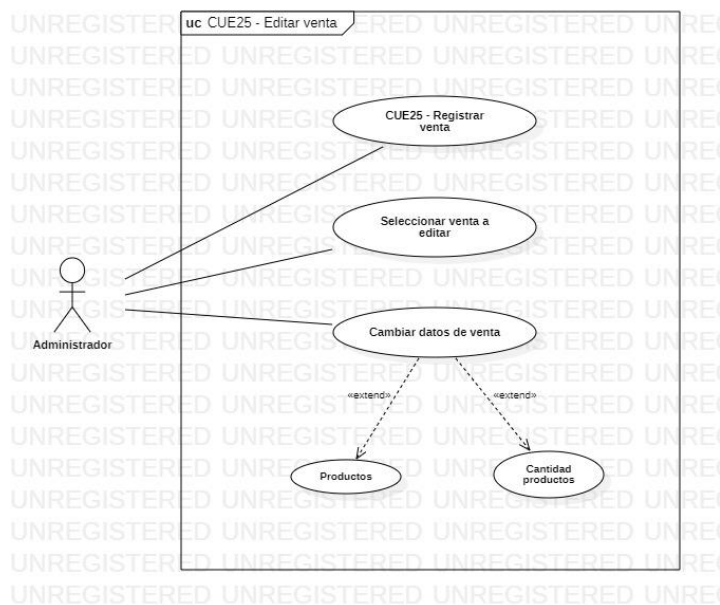 uc CUE25 - Editar venta
CUE25 - Registrar
venta
Seleccionar venta a
editar
Administrador
Cambiar datos de venta
«extend»
«extend»
Productos
Cantidad
productos
UNREGISTERED